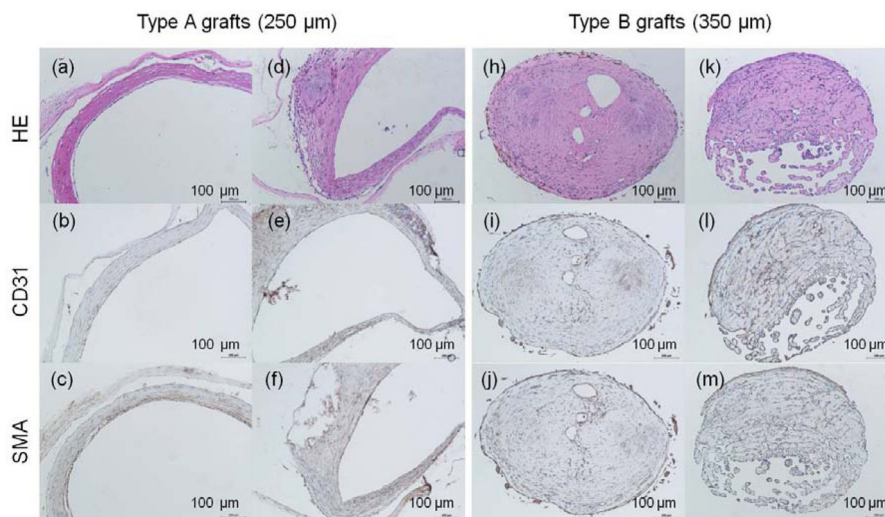 Type A grafts (250 µm) Type B grafts (350 µm)
HE
(a) (d) (h) (k)
100 µm 100 µm 100 µm 100 µm
CD31
(b) (e) (i) (l)
100 µm 100 µm 100 µm 100 µm
SMA
(c) (f) (j) (m)
100 µm 100 µm 100 µm 100 µm